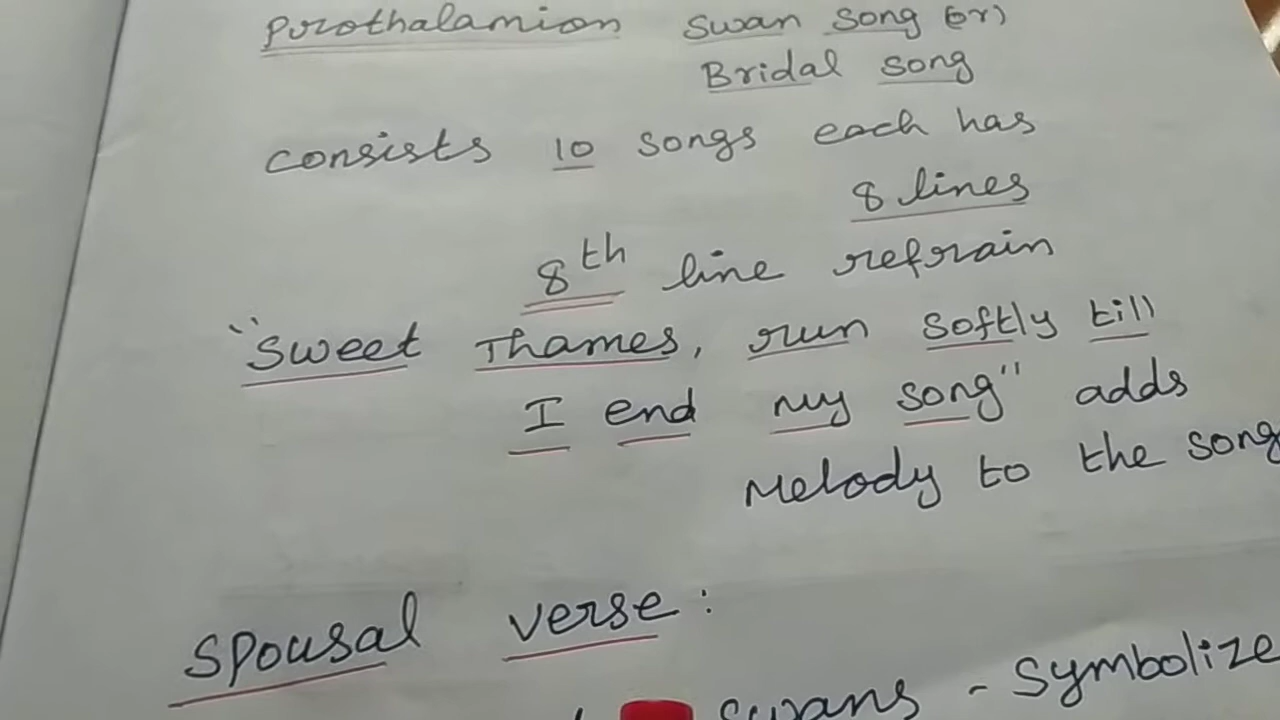 Prothalamion Swan Song (or)
Bridal song
consists 10 songs each has
8 lines
8th line refrain
"Sweet Thames, run softly till
I end my song" adds
Melody to the song
Spousal verse:
swans - Symbolize